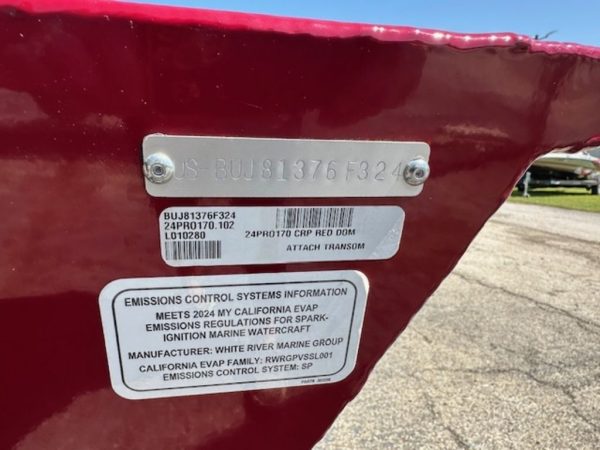 US-BUJ81376F324
BUJ81376F324
24PRO170.102
L010280
24PRO170 CRP RED DOM
ATTACH TRANSOM
EMISSIONS CONTROL SYSTEMS INFORMATION
MEETS 2024 MY CALIFORNIA EVAP
EMISSIONS REGULATIONS FOR SPARK-
IGNITION MARINE WATERCRAFT
MANUFACTURER: WHITE RIVER MARINE GROUP
CALIFORNIA EVAP FAMILY: RWRGPVSSL001
EMISSIONS CONTROL SYSTEM: SP